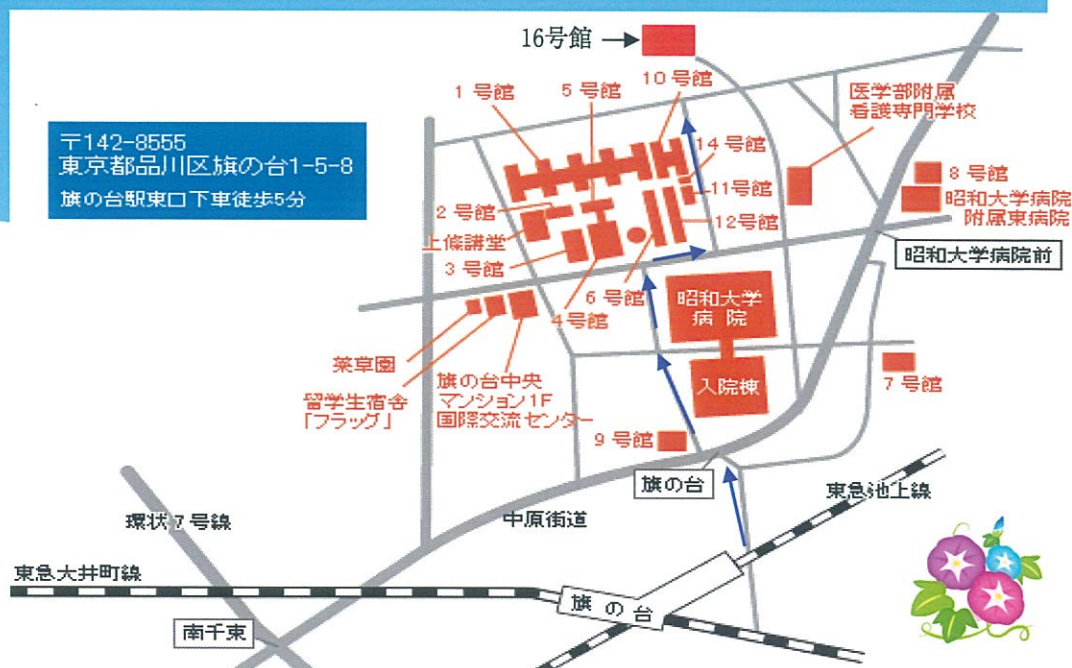 16号館
〒142-8555
東京都品川区旗の台1-5-8
旗の台駅東口下車徒歩5分
1号館
5号館
10号館
医学部附属
看護専門学校
14号館
11号館
12号館
8号館
昭和大学病院
附属東病院
2号館
上條講堂
3号館
4号館
6号館
昭和大学病院前
昭和大学
病院
入院棟
7号館
薬草園
留学生宿舎
「フラッグ」
旗の台中央
マンション1F
国際交流センター
9号館
旗の台
東急池上線
中原街道
環状7号線
東急大井町線
旗の台
南千束